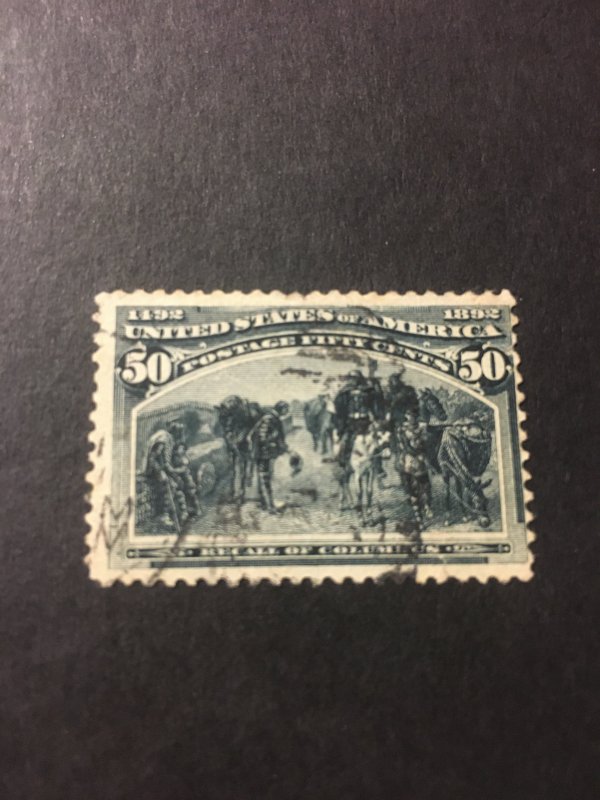 1492 1892
UNITED STATES OF AMERICA
50 POSTAGE FIFTY CENTS 50
RECALL OF COLUMBUS